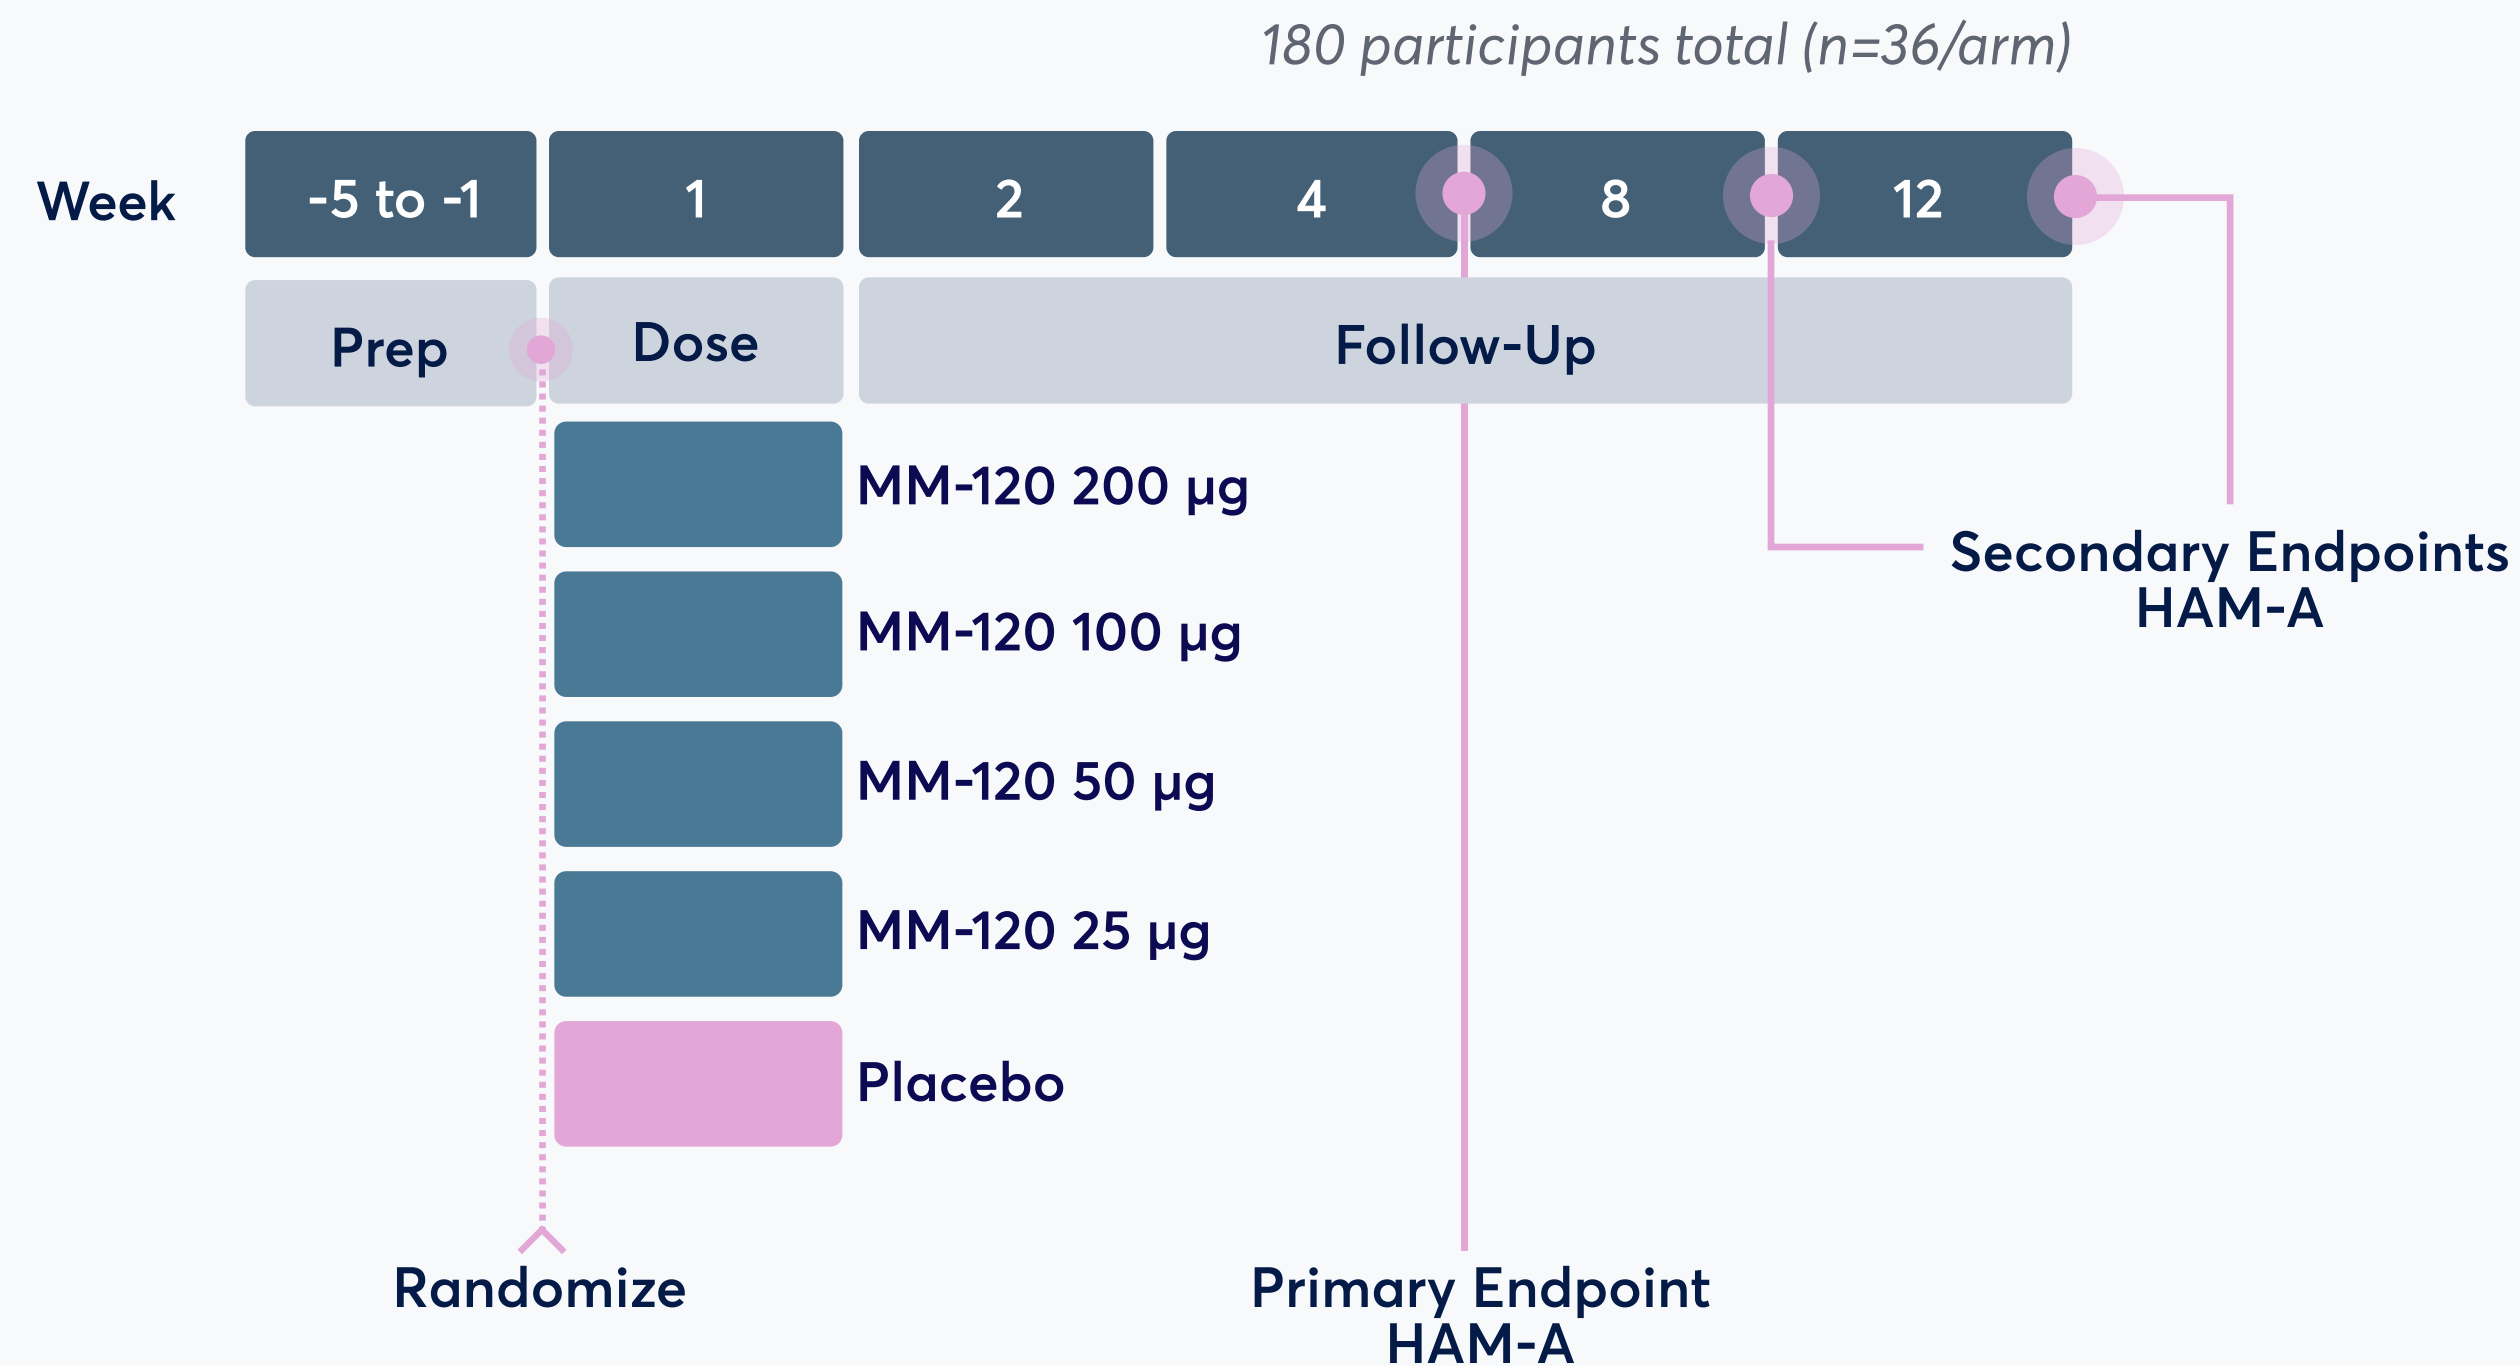 180 participants total (n=36/arm)
Week
-5 to -1
1
2
4
8
12
Prep
Dose
Follow-Up
MM-120 200 µg
MM-120 100 µg
MM-120 50 µg
MM-120 25 µg
Placebo
Secondary Endpoints
HAM-A
Randomize
Primary Endpoint
HAM-A